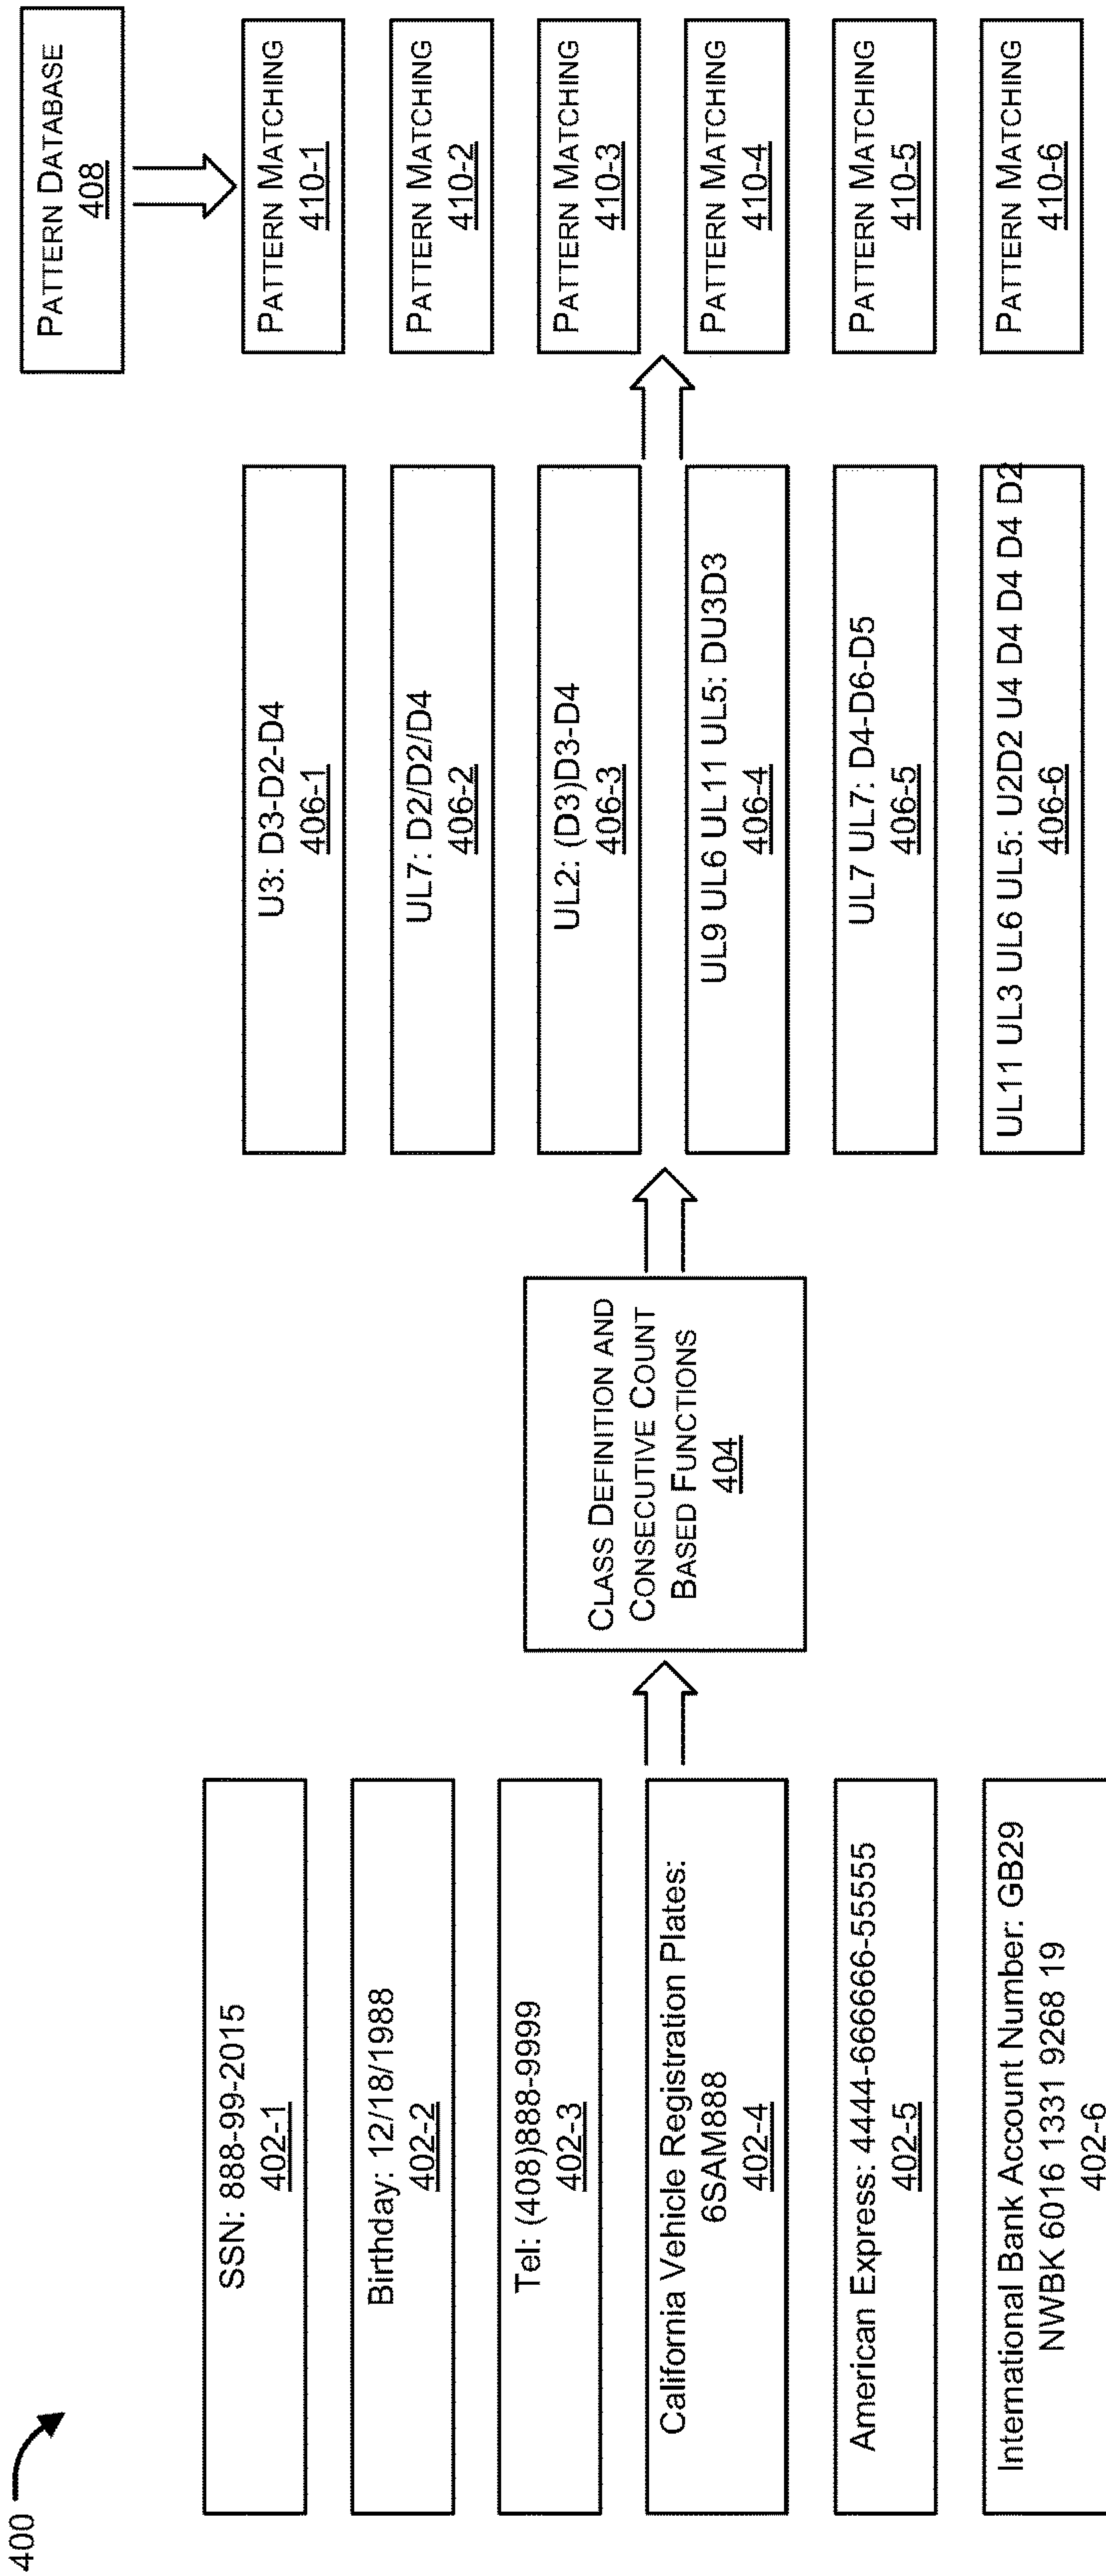 400
SSN: 888-99-2015
402-1
Birthday: 12/18/1988
402-2
Tel: (408)888-9999
402-3
California Vehicle Registration Plates:
6SAM888
402-4
American Express: 4444-666666-55555
402-5
International Bank Account Number: GB29
NWBK 6016 1331 9268 19
402-6
CLASS DEFINITION AND
CONSECUTIVE COUNT
BASED FUNCTIONS
404
U3: D3-D2-D4
406-1
UL7: D2/D2/D4
406-2
UL2: (D3)D3-D4
406-3
UL9 UL6 UL11 UL5: DU3D3
406-4
UL7 UL7: D4-D6-D5
406-5
UL11 UL3 UL6 UL5: U2D2 U4 D4 D4 D4 D2
406-6
PATTERN DATABASE
408
PATTERN MATCHING
410-1
PATTERN MATCHING
410-2
PATTERN MATCHING
410-3
PATTERN MATCHING
410-4
PATTERN MATCHING
410-5
PATTERN MATCHING
410-6